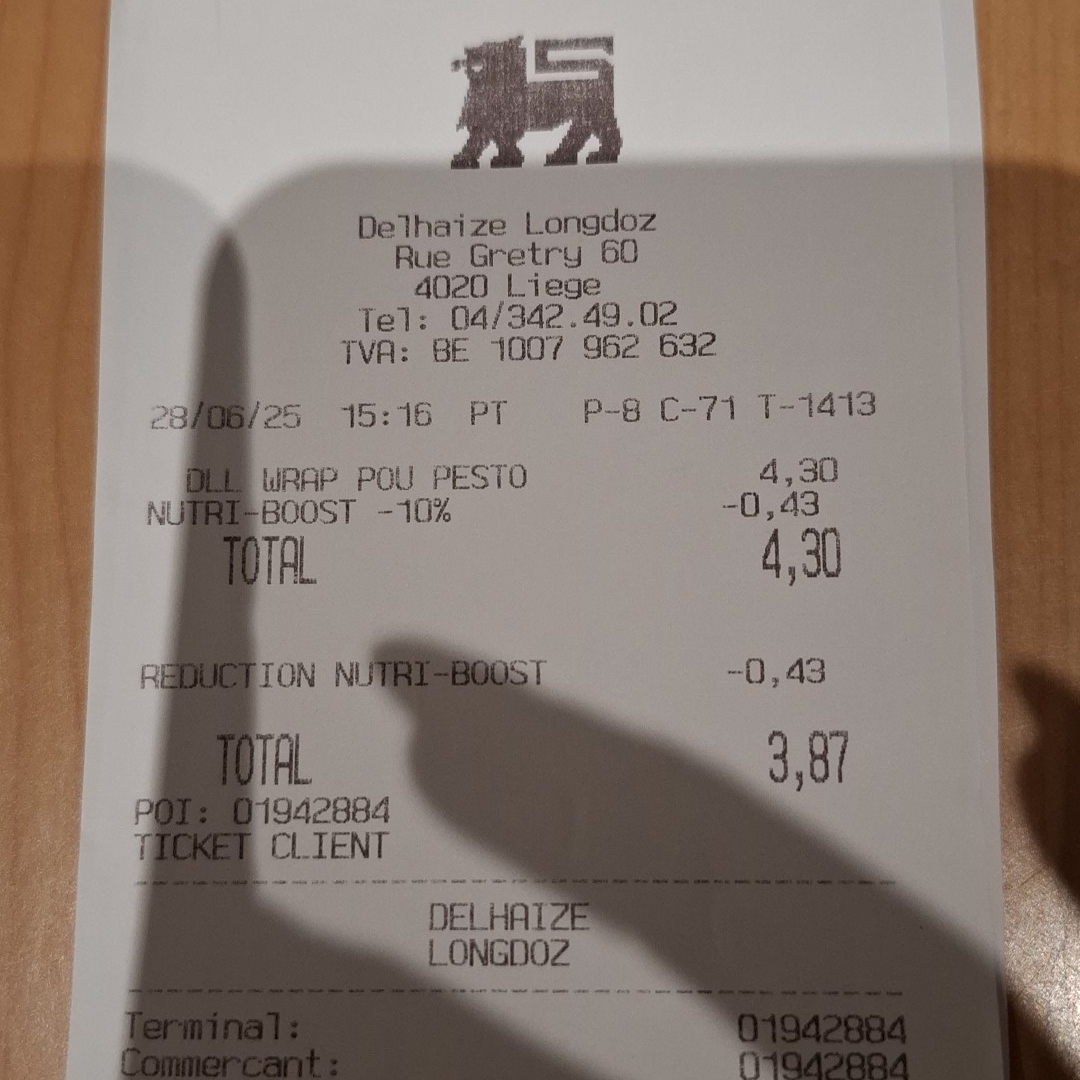 Delhaize Longdoz
Rue Gretry 60
4020 Liege
Tel: 04/342.49.02
TVA: BE 1007 962 632
28/06/25 15:16 PT P-8 C-71 T-1413
DLL WRAP POU PESTO 4,30
NUTRI-BOOST -10% -0,43
TOTAL 4,30
REDUCTION NUTRI-BOOST -0,43
TOTAL 3,87
POI: 01942884
TICKET CLIENT
DELHAIZE
LONGDOZ
Terminal: 01942884
Commercant: 01942884